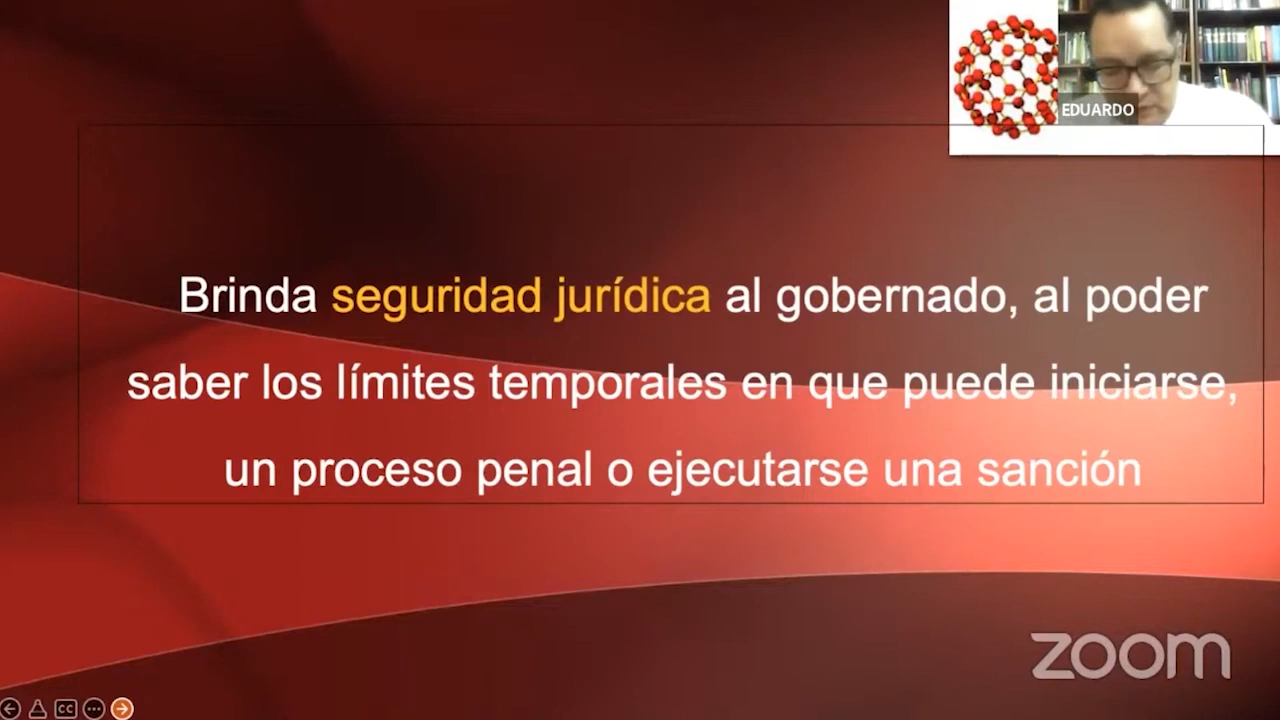 EDUARDO
Brinda seguridad jurídica al gobernado, al poder
saber los límites temporales en que puede iniciarse,
un proceso penal o ejecutarse una sanción
zoom
CC